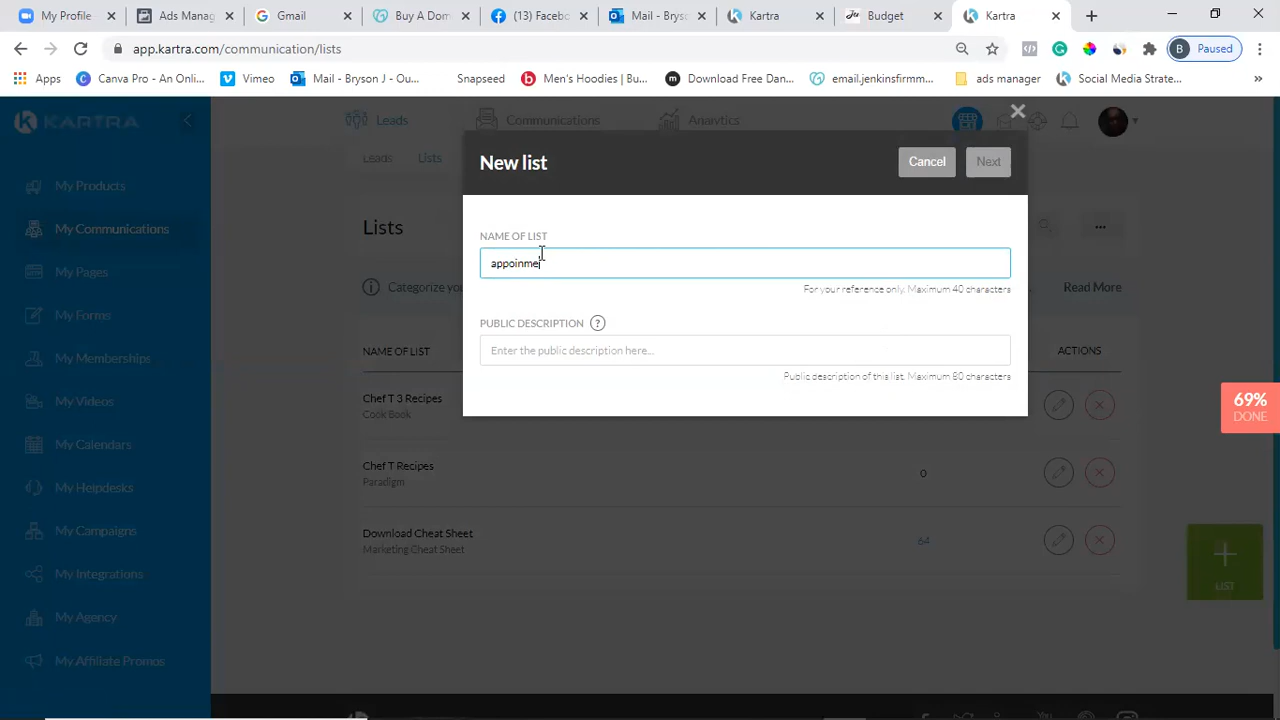 My Profile
Ads Manag
Gmail
Buy A Dom
(13) Facebo
Mail - Bryso
Kartra
Budget
Kartra
app.kartra.com/communication/lists
B Paused
Apps
Canva Pro - An Onli...
Vimeo
Mail - Bryson J - Ou...
Snapseed
Men's Hoodies | Bu...
Download Free Dan...
email.jenkinsfirmm...
ads manager
Social Media Strate...
KARTRA
Leads
Communications
Analytics
Leads
Lists
New list
Cancel
Next
My Products
My Communications
My Pages
My Forms
My Memberships
My Videos
My Calendars
My Helpdesks
My Campaigns
My Integrations
My Agency
My Affiliate Promos
Lists
...
NAME OF LIST
appoinme
For your reference only. Maximum 40 characters
Categorize you
Read More
PUBLIC DESCRIPTION ?
Enter the public description here...
Public description of this list. Maximum 80 characters
NAME OF LIST
ACTIONS
Chef T 3 Recipes
Cook Book
Chef T Recipes
Paradigm
0
Download Cheat Sheet
Marketing Cheat Sheet
64
69%
DONE
LIST